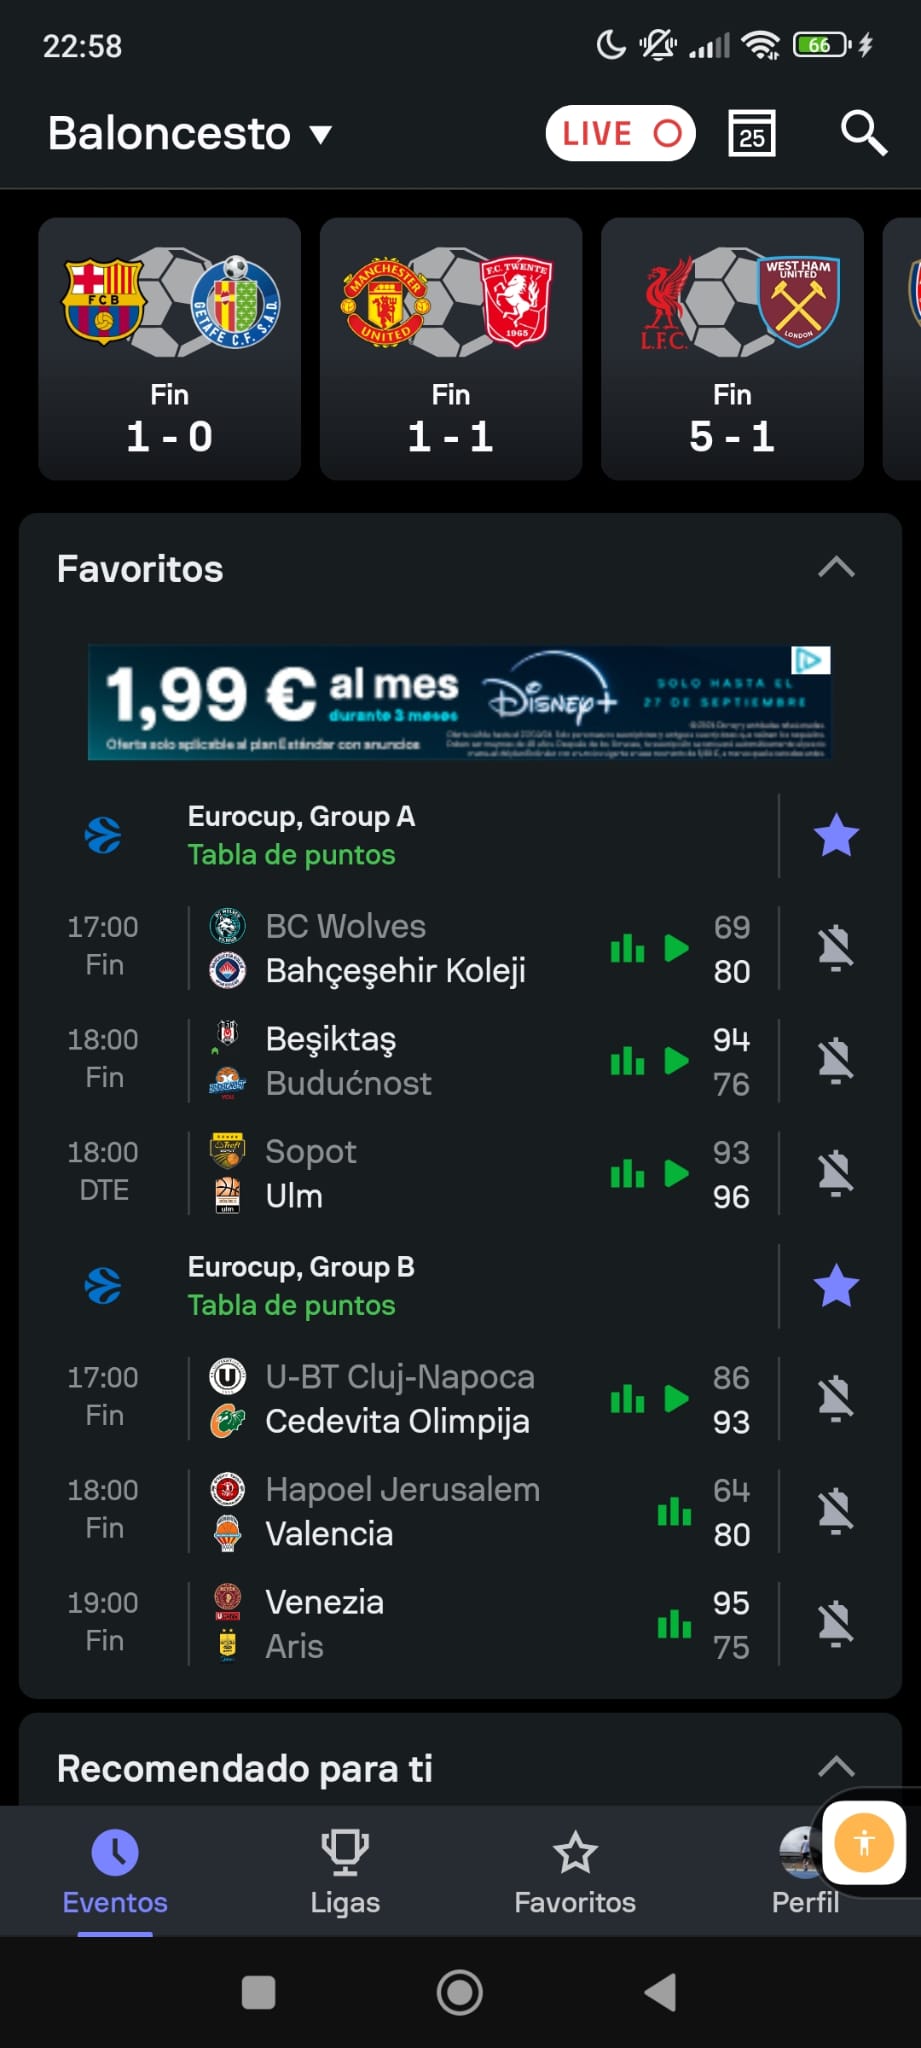 22:58
66
Baloncesto
LIVE
25
FCB
GETAFE C.F. S.A.D.
MANCHESTER
UNITED
F.C. TWENTE
1965
L.F.C.
WEST HAM
UNITED
LONDON
Fin
1 - 0
Fin
1 - 1
Fin
5 - 1
Favoritos
1,99 € al mes
durante 3 meses
Oferta solo aplicable al plan Estándar con anuncios
Disney+
SOLO HASTA EL
27 DE SEPTIEMBRE
Eurocup, Group A
Tabla de puntos
17:00
Fin
BC Wolves
69
Bahçeşehir Koleji
80
18:00
Fin
Beşiktaş
94
Budućnost
76
18:00
DTE
Sopot
93
Ulm
96
Eurocup, Group B
Tabla de puntos
17:00
Fin
U-BT Cluj-Napoca
86
Cedevita Olimpija
93
18:00
Fin
Hapoel Jerusalem
64
Valencia
80
19:00
Fin
Venezia
95
Aris
75
Recomendado para ti
Eventos
Ligas
Favoritos
Perfil